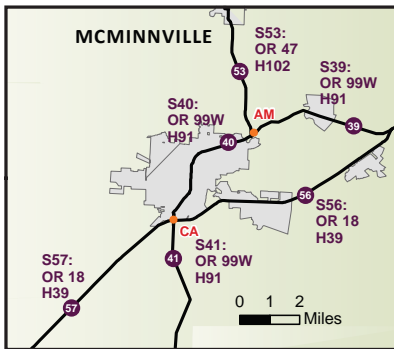 MCMINNVILLE
S53:
OR 47
H102
53
S39:
OR 99W
H91
39
S40:
OR 99W
H91
40
AM
56
S56:
OR 18
H39
CA
S41:
OR 99W
H91
41
S57:
OR 18
H39
57
0 1 2
Miles